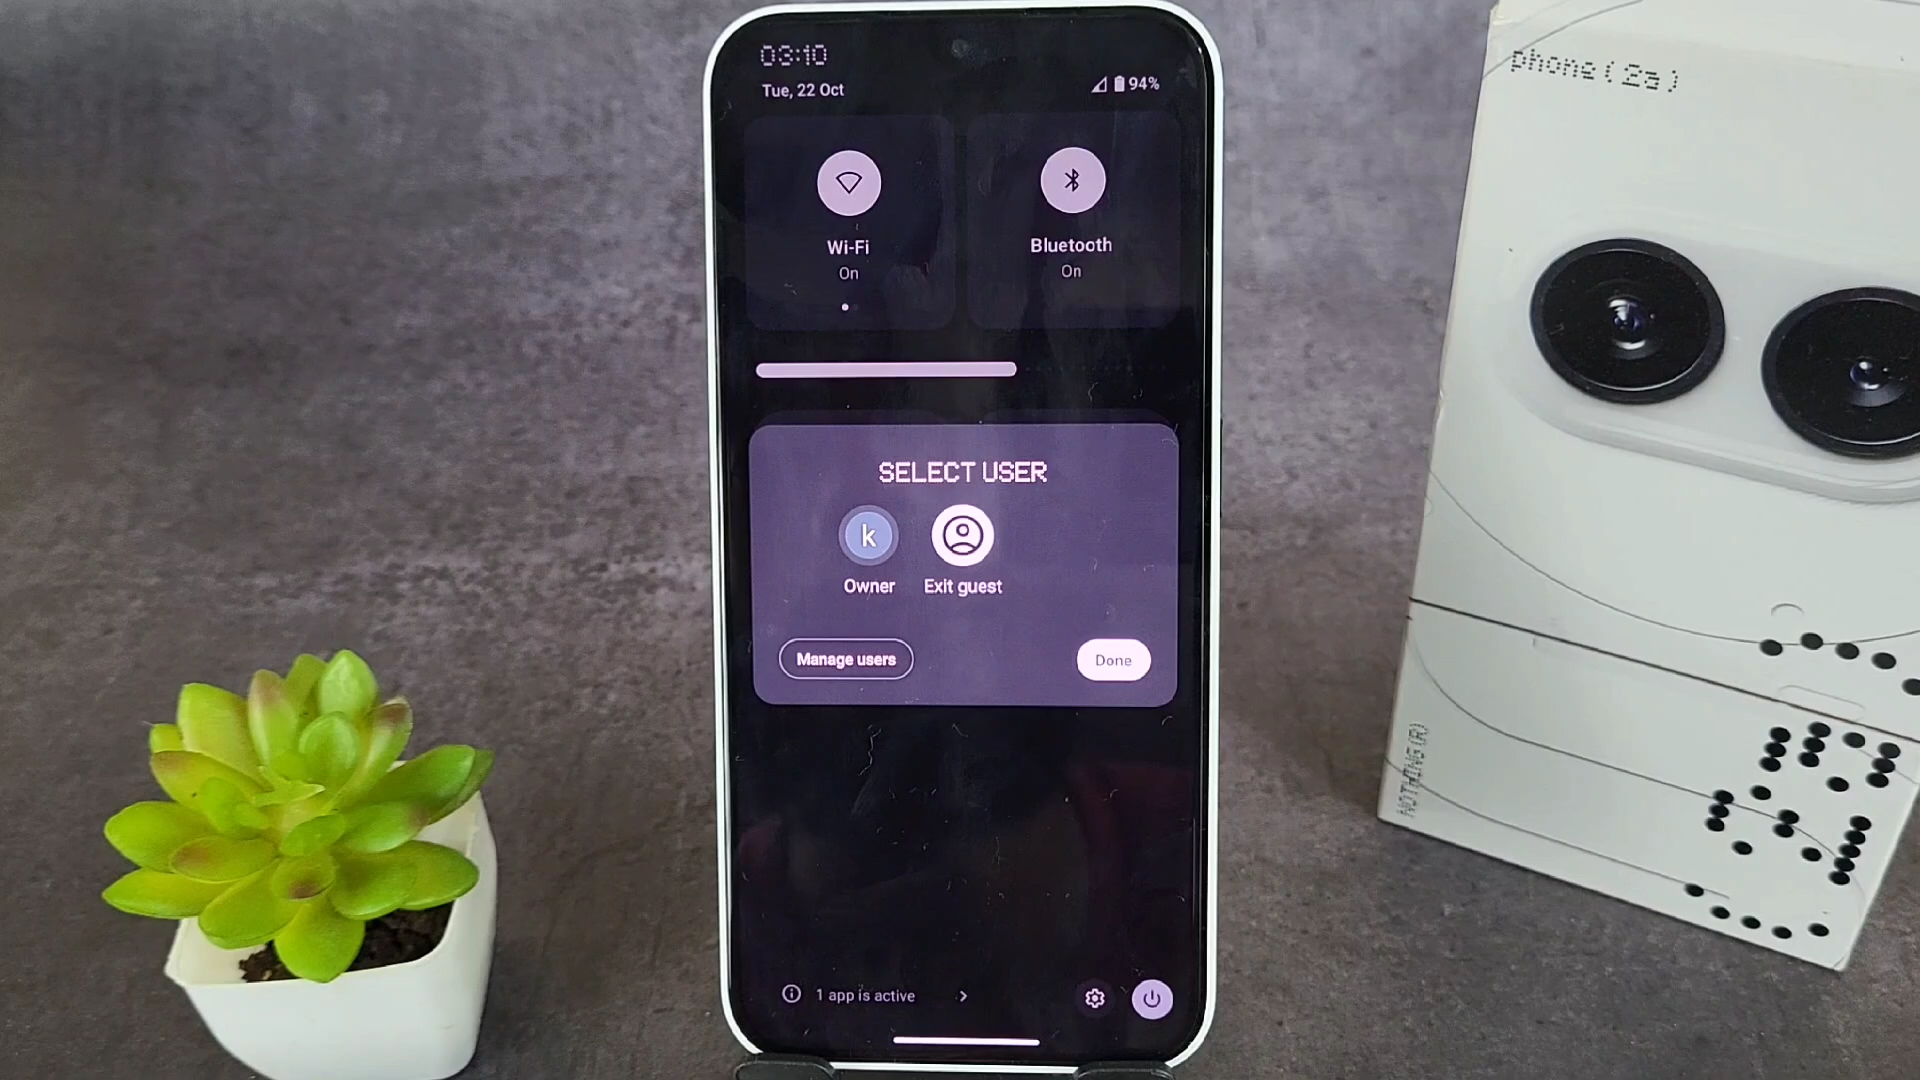 03:10
Tue, 22 Oct
94%
Wi-Fi
On
Bluetooth
On
SELECT USER
k
Owner
Exit guest
Manage users
Done
1 app is active
phone(2a)
NOTHING(R)